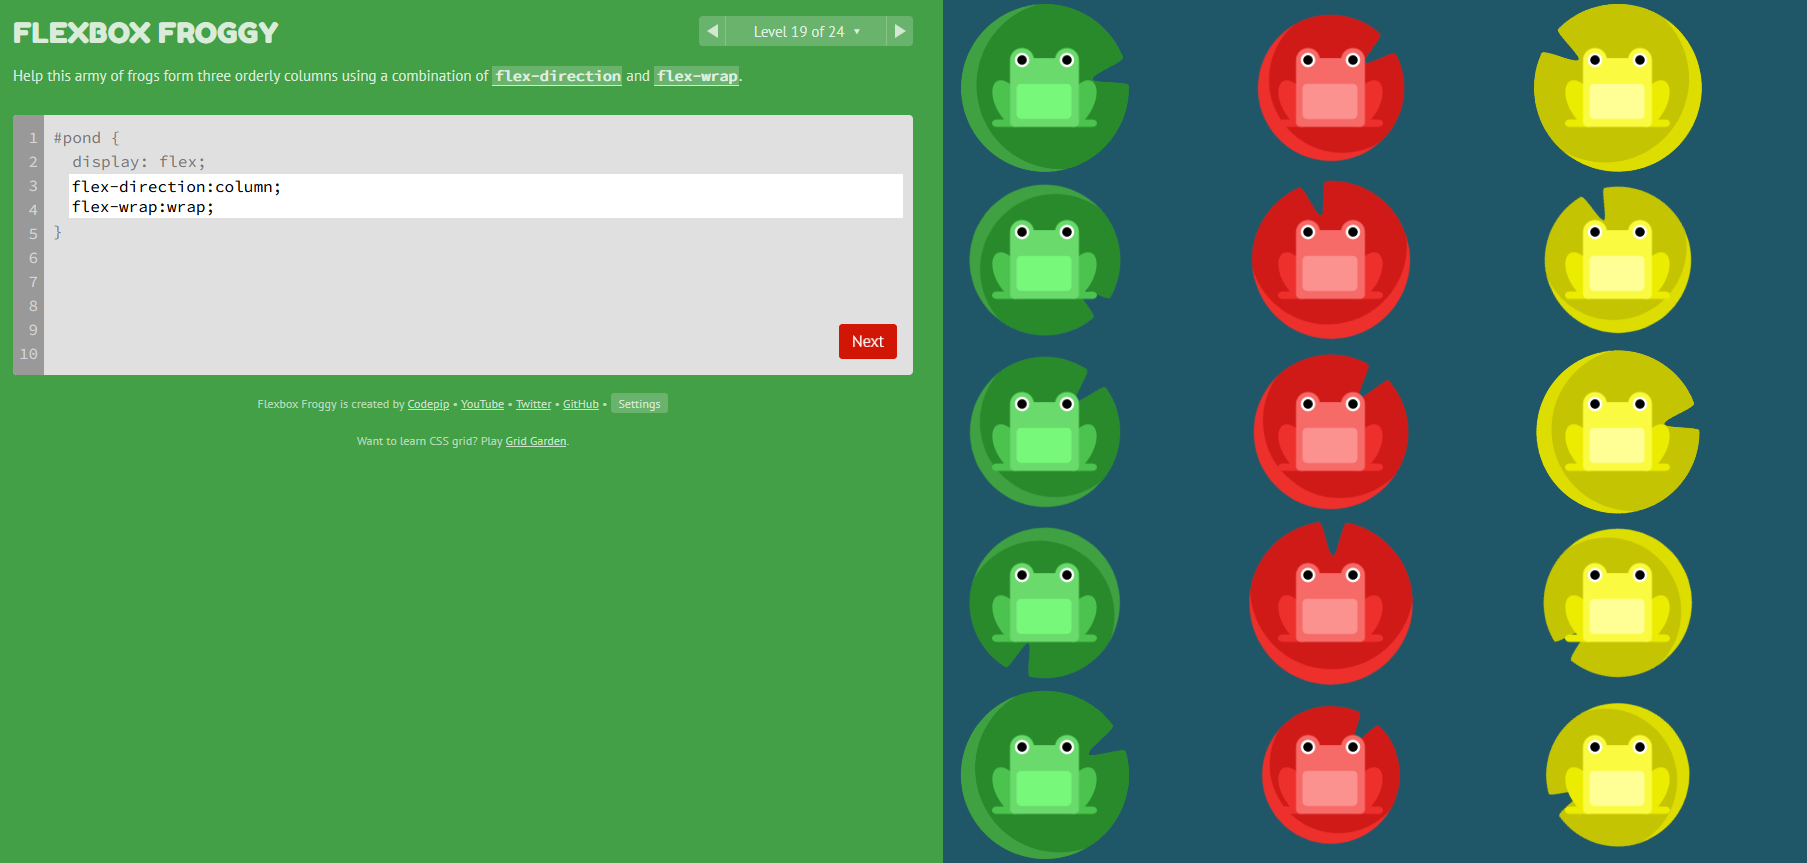 FLEXBOX FROGGY
Level 19 of 24
Help this army of frogs form three orderly columns using a combination of flex-direction and flex-wrap.
1 #pond {
2 display: flex;
3 flex-direction:column;
4 flex-wrap:wrap;
5 }
6
7
8
9
10
Next
Flexbox Froggy is created by Codepip • YouTube • Twitter • GitHub • Settings
Want to learn CSS grid? Play Grid Garden.